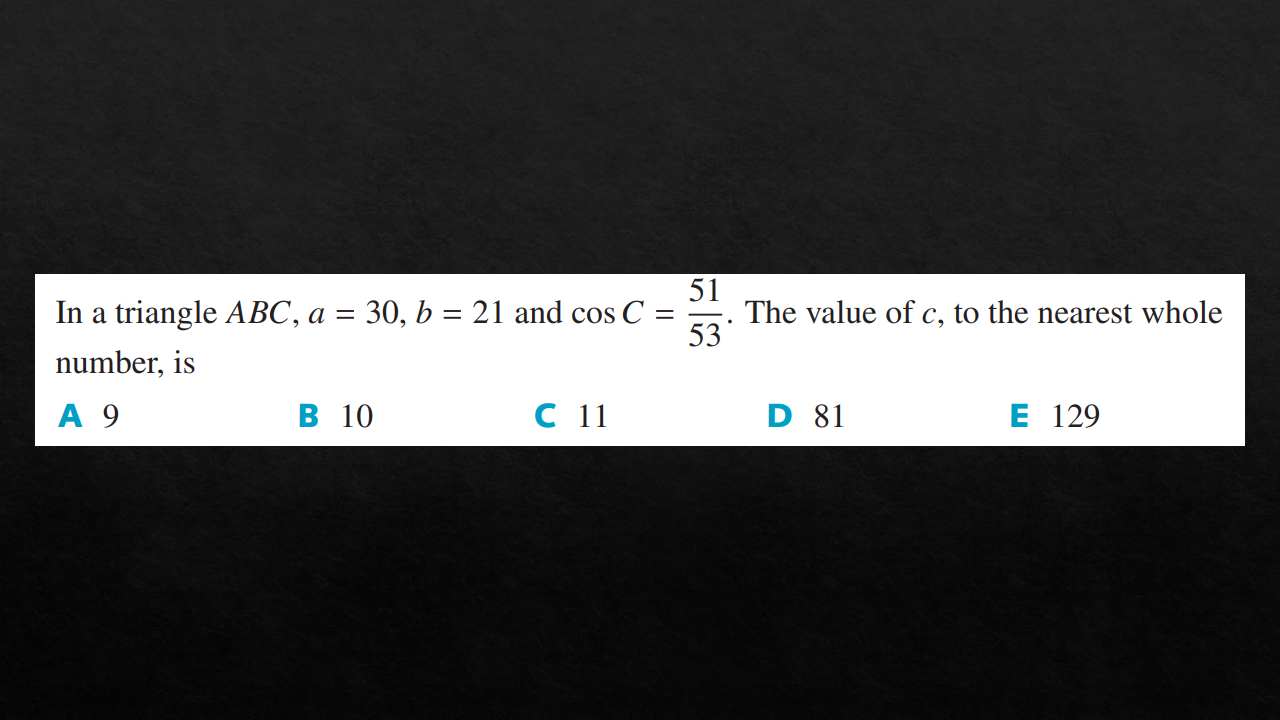 In a triangle ABC, a = 30, b = 21 and cos C = 51/53. The value of c, to the nearest whole
number, is
A 9 B 10 C 11 D 81 E 129